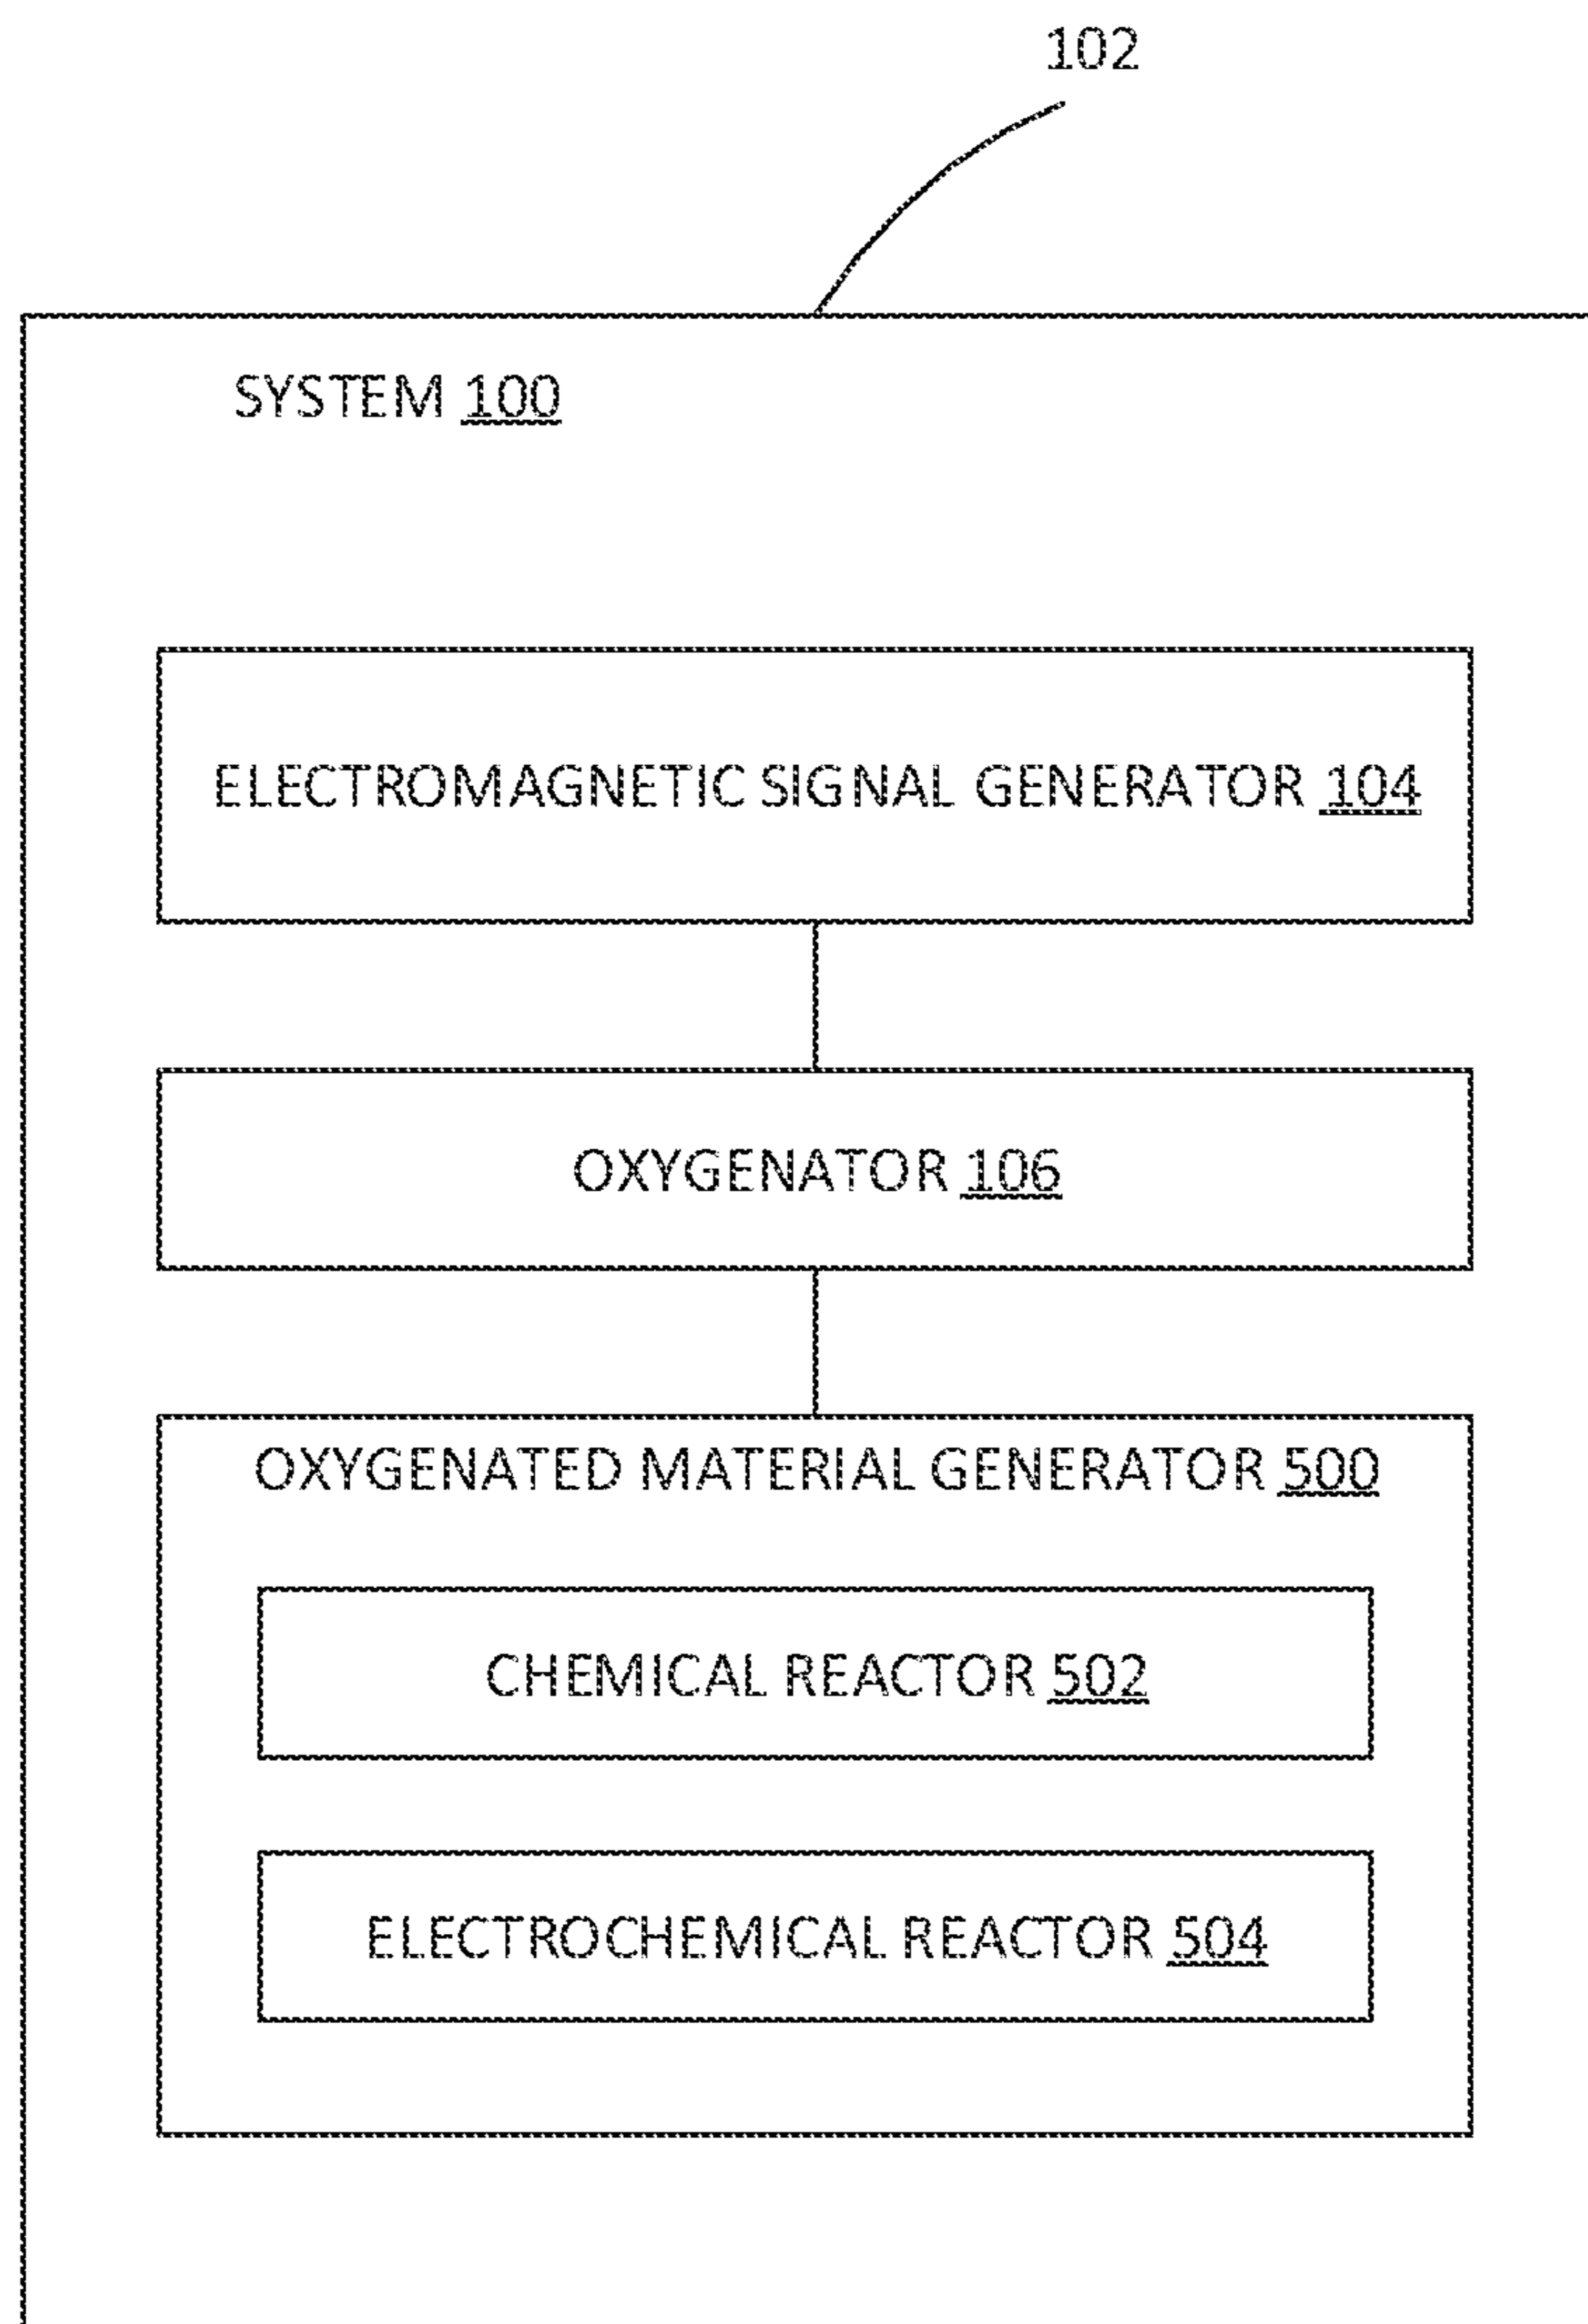 102
SYSTEM 100
ELECTROMAGNETIC SIGNAL GENERATOR 104
OXYGENATOR 106
OXYGENATED MATERIAL GENERATOR 500
CHEMICAL REACTOR 502
ELECTROCHEMICAL REACTOR 504